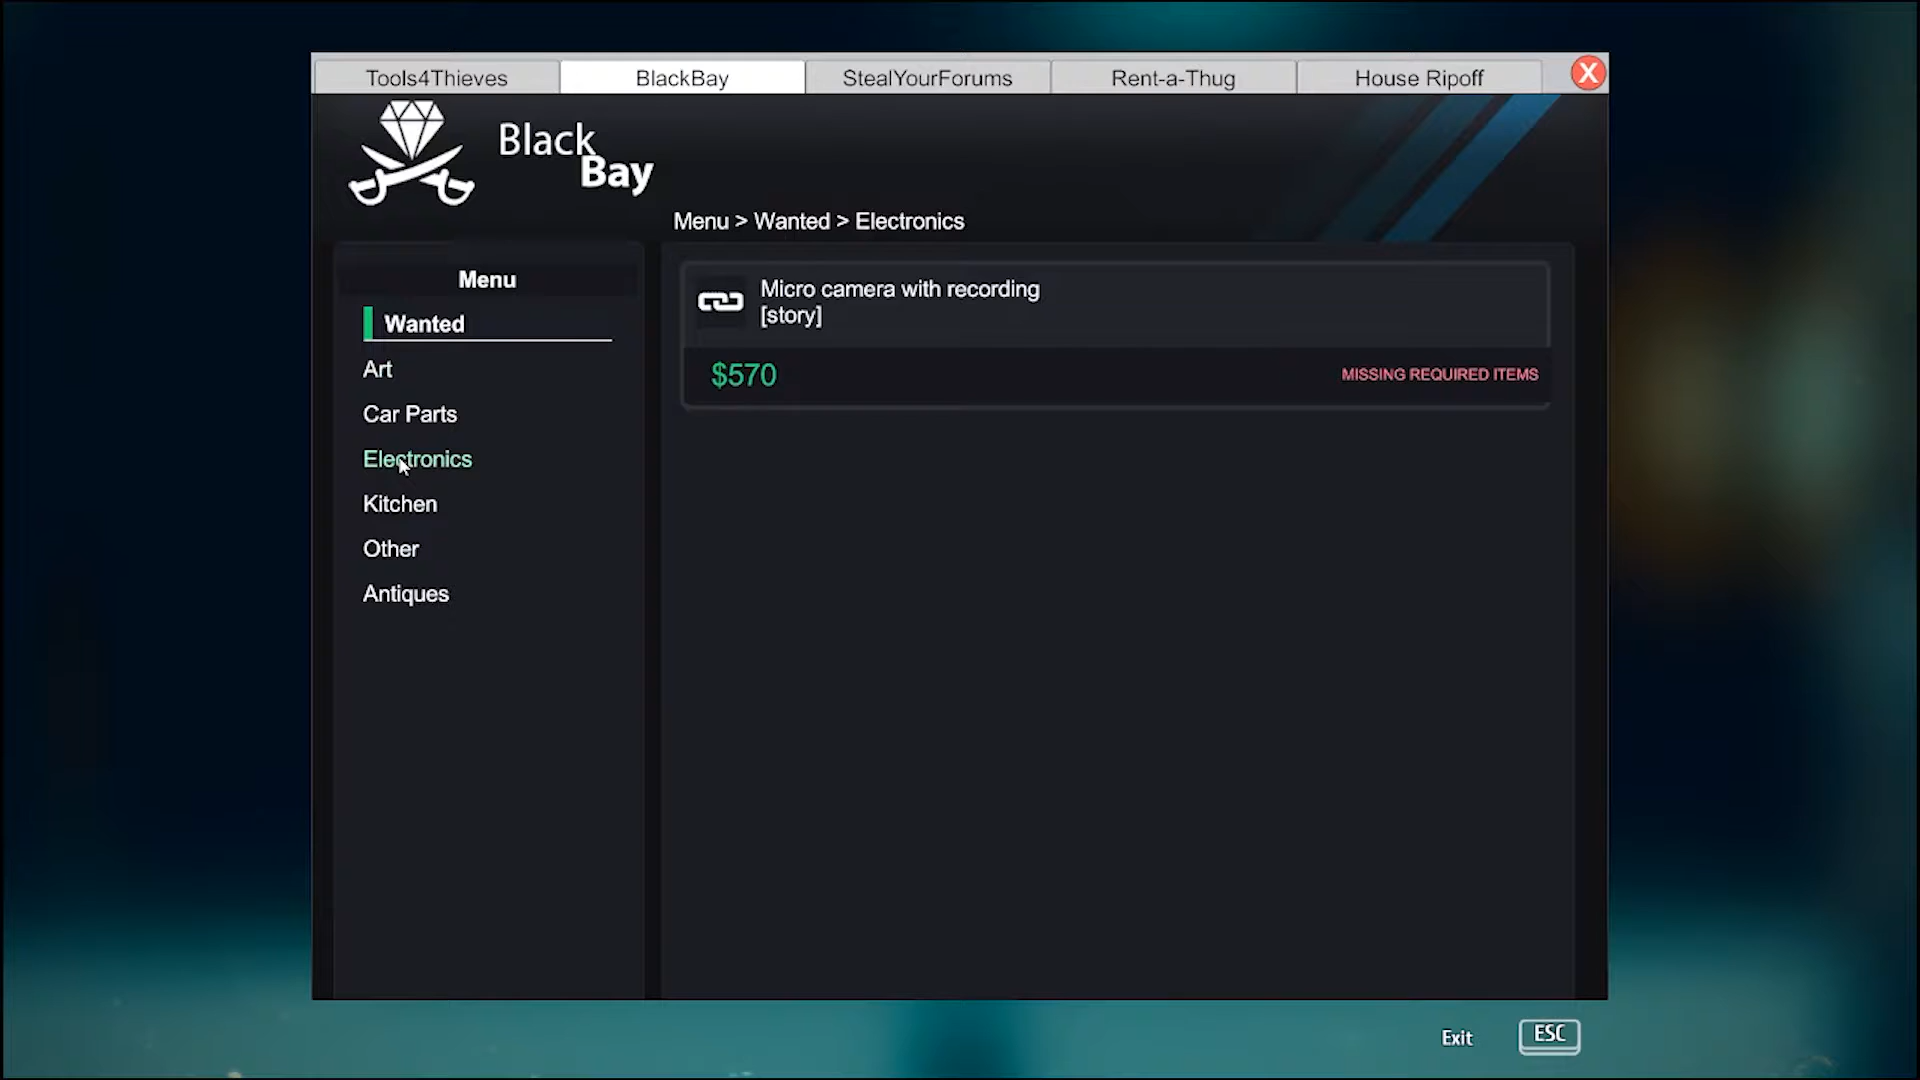 Tools4Thieves
BlackBay
StealYourForums
Rent-a-Thug
House Ripoff
X
Black
Bay
Menu > Wanted > Electronics
Menu
Wanted
Art
Car Parts
Electronics
Kitchen
Other
Antiques
Micro camera with recording
[story]
$570
MISSING REQUIRED ITEMS
Exit
ESC